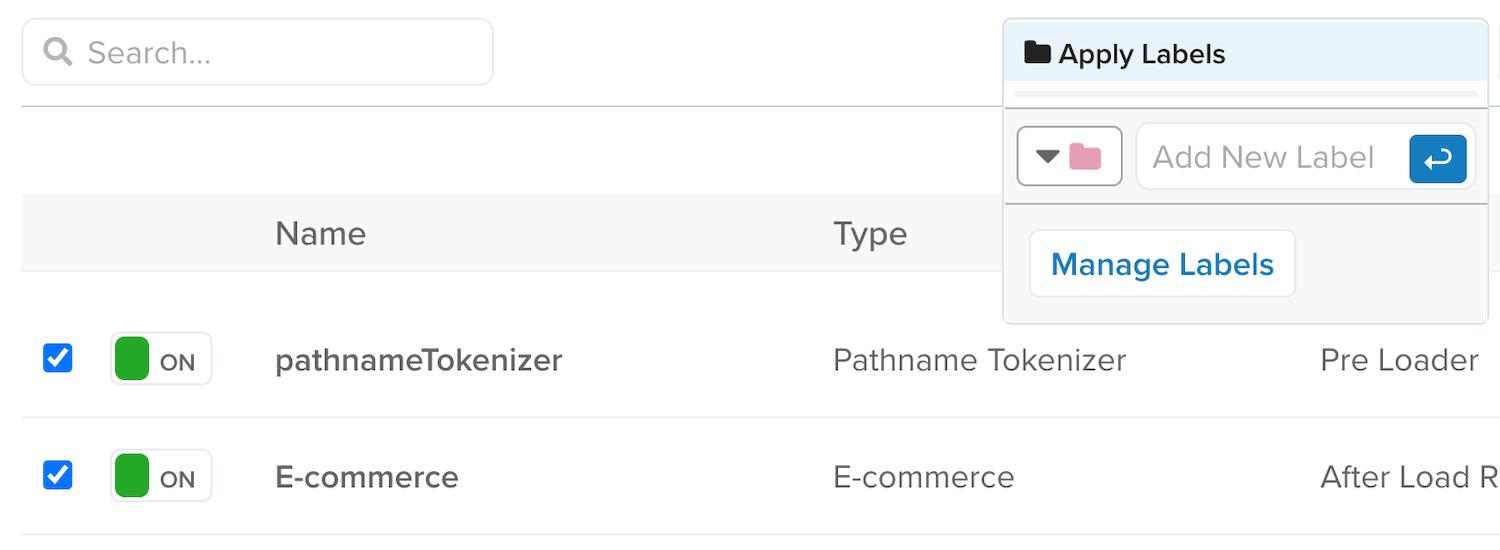 Search...
Apply Labels
Add New Label
Manage Labels
Name Type
ON pathnameTokenizer Pathname Tokenizer Pre Loader
ON E-commerce E-commerce After Load R